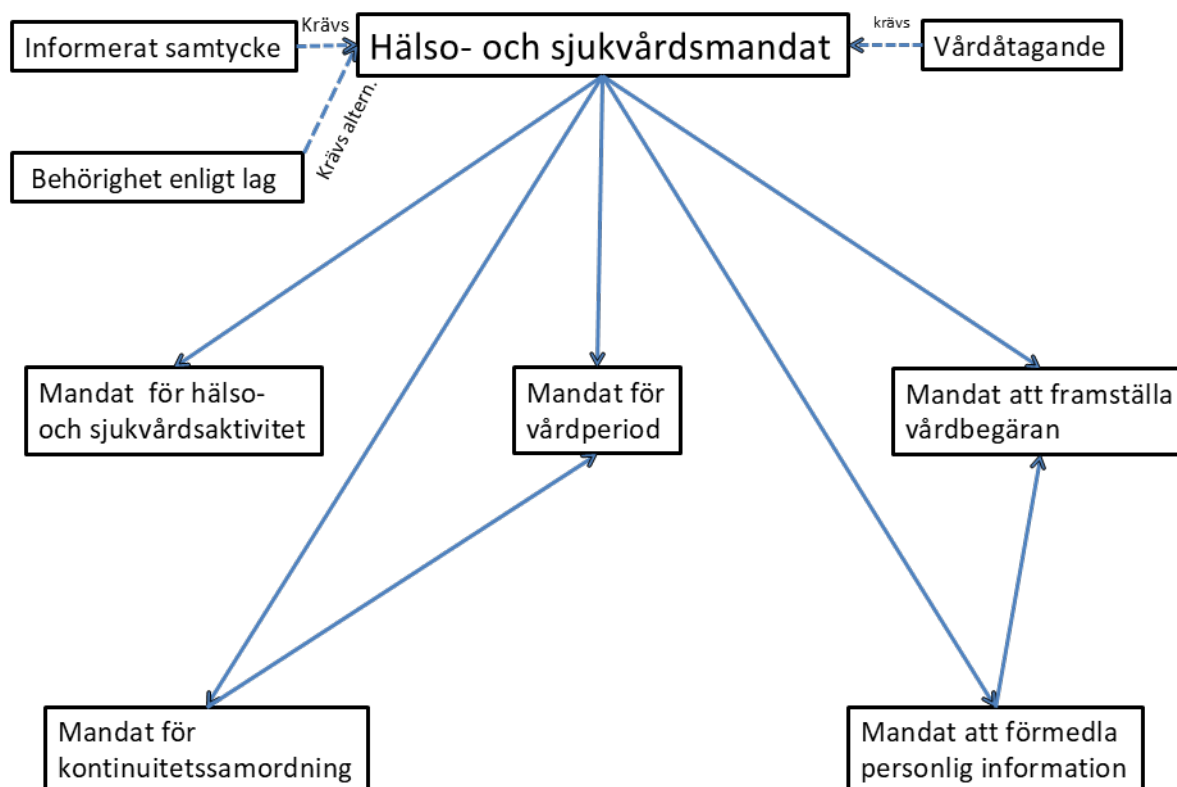 Informerat samtycke
Krävs
Hälso- och sjukvårdsmandat
krävs
Vårdåtagande
Krävs altern.
Behörighet enligt lag
Mandat för hälso-
och sjukvårdsaktivitet
Mandat för
vårdperiod
Mandat att framställa
vårdbegäran
Mandat för
kontinuitetssamordning
Mandat att förmedla
personlig information